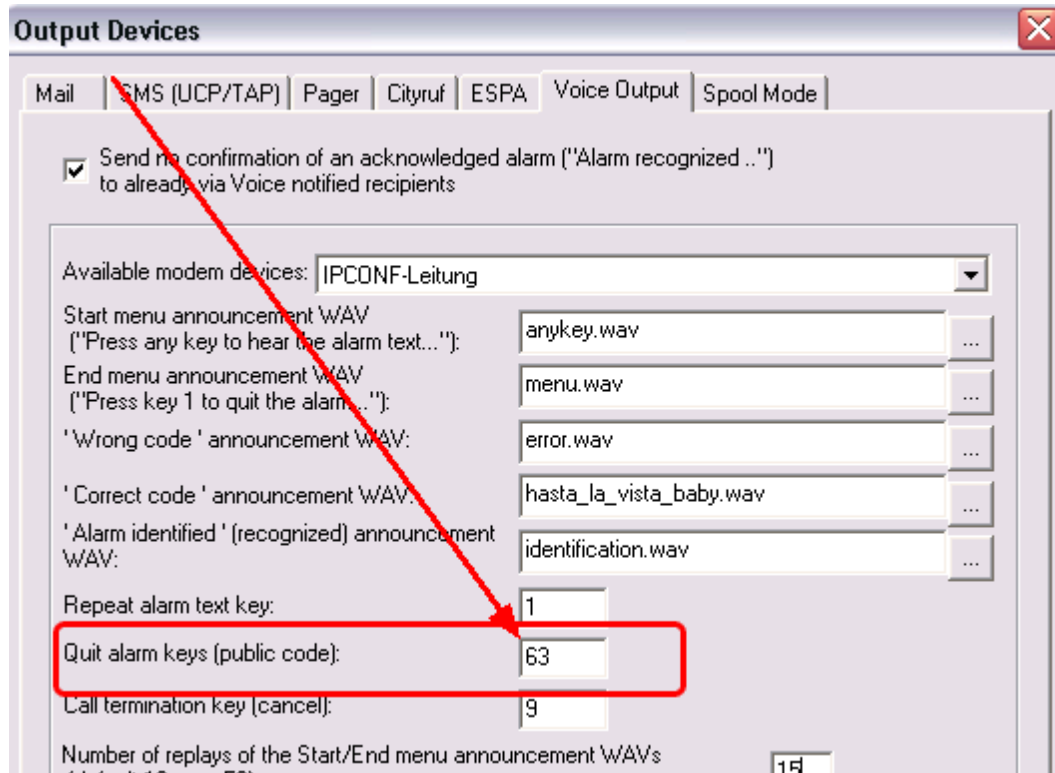 Output Devices
Mail SMS (UCP/TAP) Pager Cityruf ESPA Voice Output Spool Mode
Send no confirmation of an acknowledged alarm ("Alarm recognized ..")
to already via Voice notified recipients
Available modem devices: IPCONF-Leitung
Start menu announcement WAV
("Press any key to hear the alarm text..."): anykey.wav ...
End menu announcement WAV
("Press key 1 to quit the alarm..."): menu.wav ...
'Wrong code' announcement WAV: error.wav ...
'Correct code' announcement WAV: hasta_la_vista_baby.wav ...
'Alarm identified' (recognized) announcement
WAV: identification.wav ...
Repeat alarm text key: 1
Quit alarm keys (public code): 63
Call termination key (cancel): 9
Number of replays of the Start/End menu announcement WAVs 15